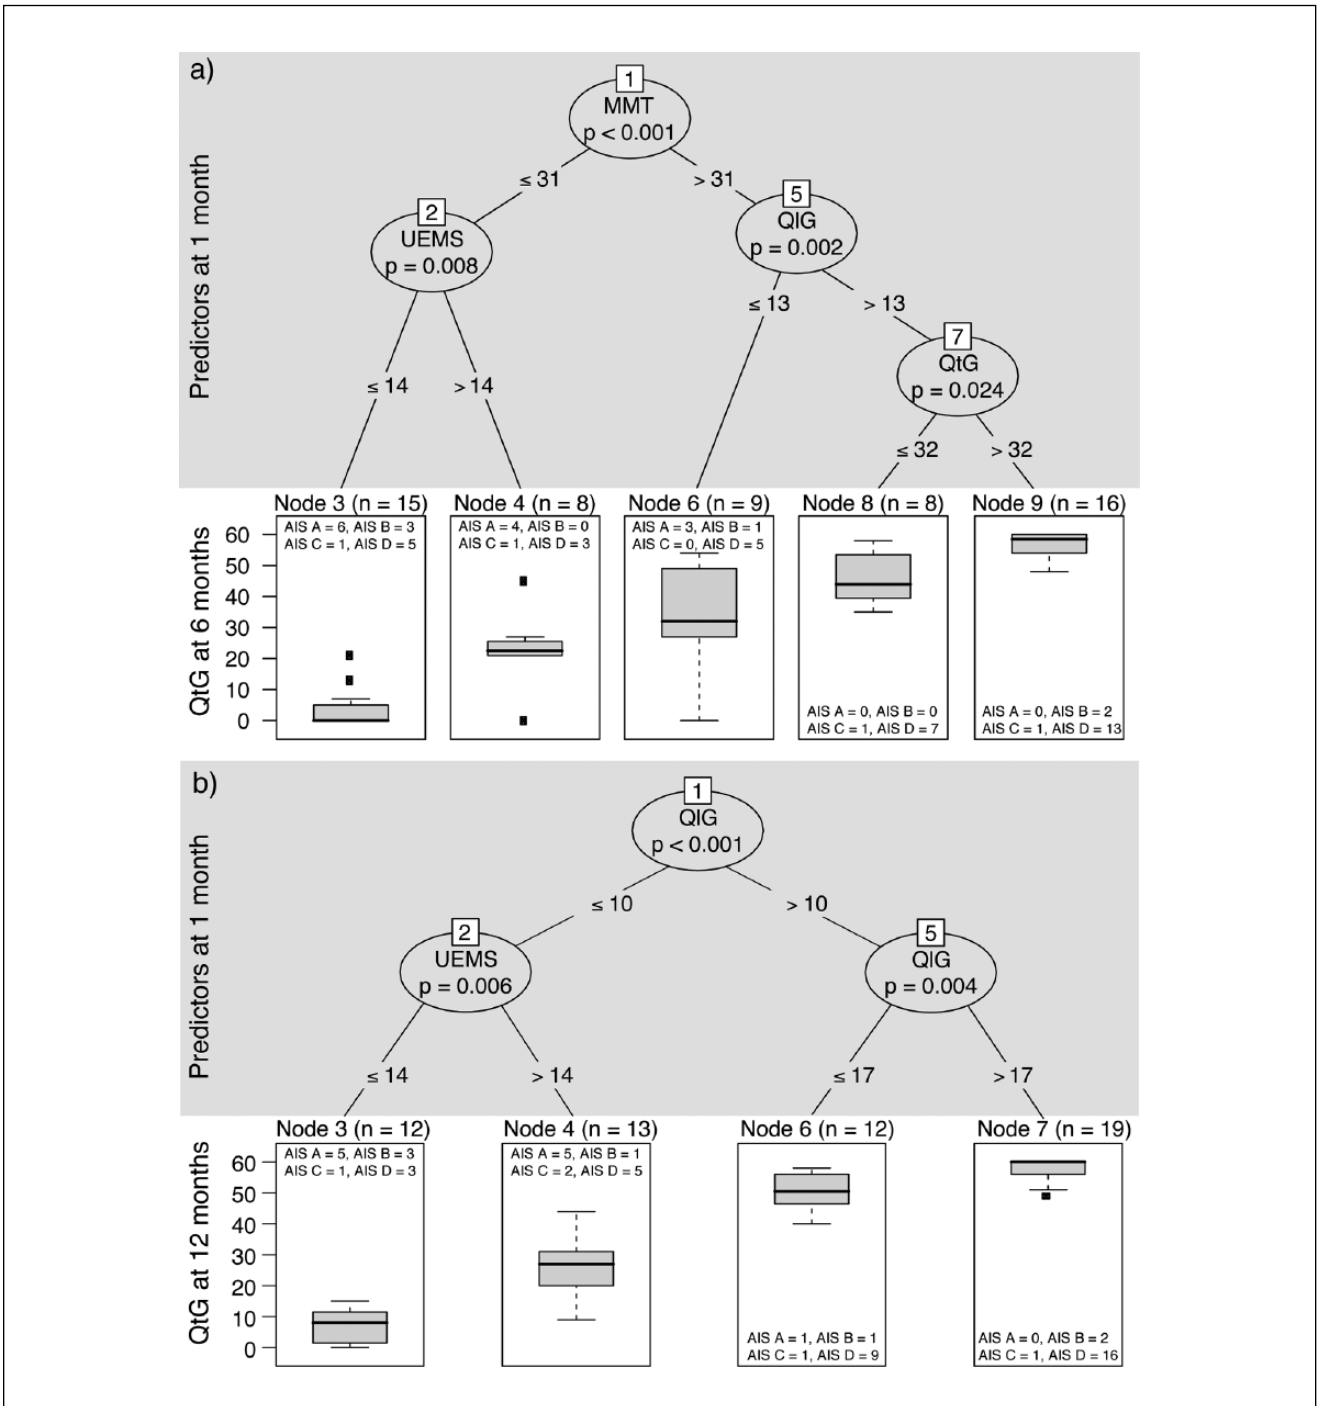 a)
Predictors at 1 month
1
MMT
p < 0.001
≤ 31
> 31
2
UEMS
p = 0.008
5
QIG
p = 0.002
≤ 14
> 14
≤ 13
> 13
7
QtG
p = 0.024
≤ 32
> 32
Node 3 (n = 15)
Node 4 (n = 8)
Node 6 (n = 9)
Node 8 (n = 8)
Node 9 (n = 16)
QtG at 6 months
60
50
40
30
20
10
0
AIS A = 6, AIS B = 3
AIS C = 1, AIS D = 5
AIS A = 4, AIS B = 0
AIS C = 1, AIS D = 3
AIS A = 3, AIS B = 1
AIS C = 0, AIS D = 5
AIS A = 0, AIS B = 0
AIS C = 1, AIS D = 7
AIS A = 0, AIS B = 2
AIS C = 1, AIS D = 13
b)
Predictors at 1 month
1
QIG
p < 0.001
≤ 10
> 10
2
UEMS
p = 0.006
5
QIG
p = 0.004
≤ 14
> 14
≤ 17
> 17
Node 3 (n = 12)
Node 4 (n = 13)
Node 6 (n = 12)
Node 7 (n = 19)
QtG at 12 months
60
50
40
30
20
10
0
AIS A = 5, AIS B = 3
AIS C = 1, AIS D = 3
AIS A = 5, AIS B = 1
AIS C = 2, AIS D = 5
AIS A = 1, AIS B = 1
AIS C = 1, AIS D = 9
AIS A = 0, AIS B = 2
AIS C = 1, AIS D = 16